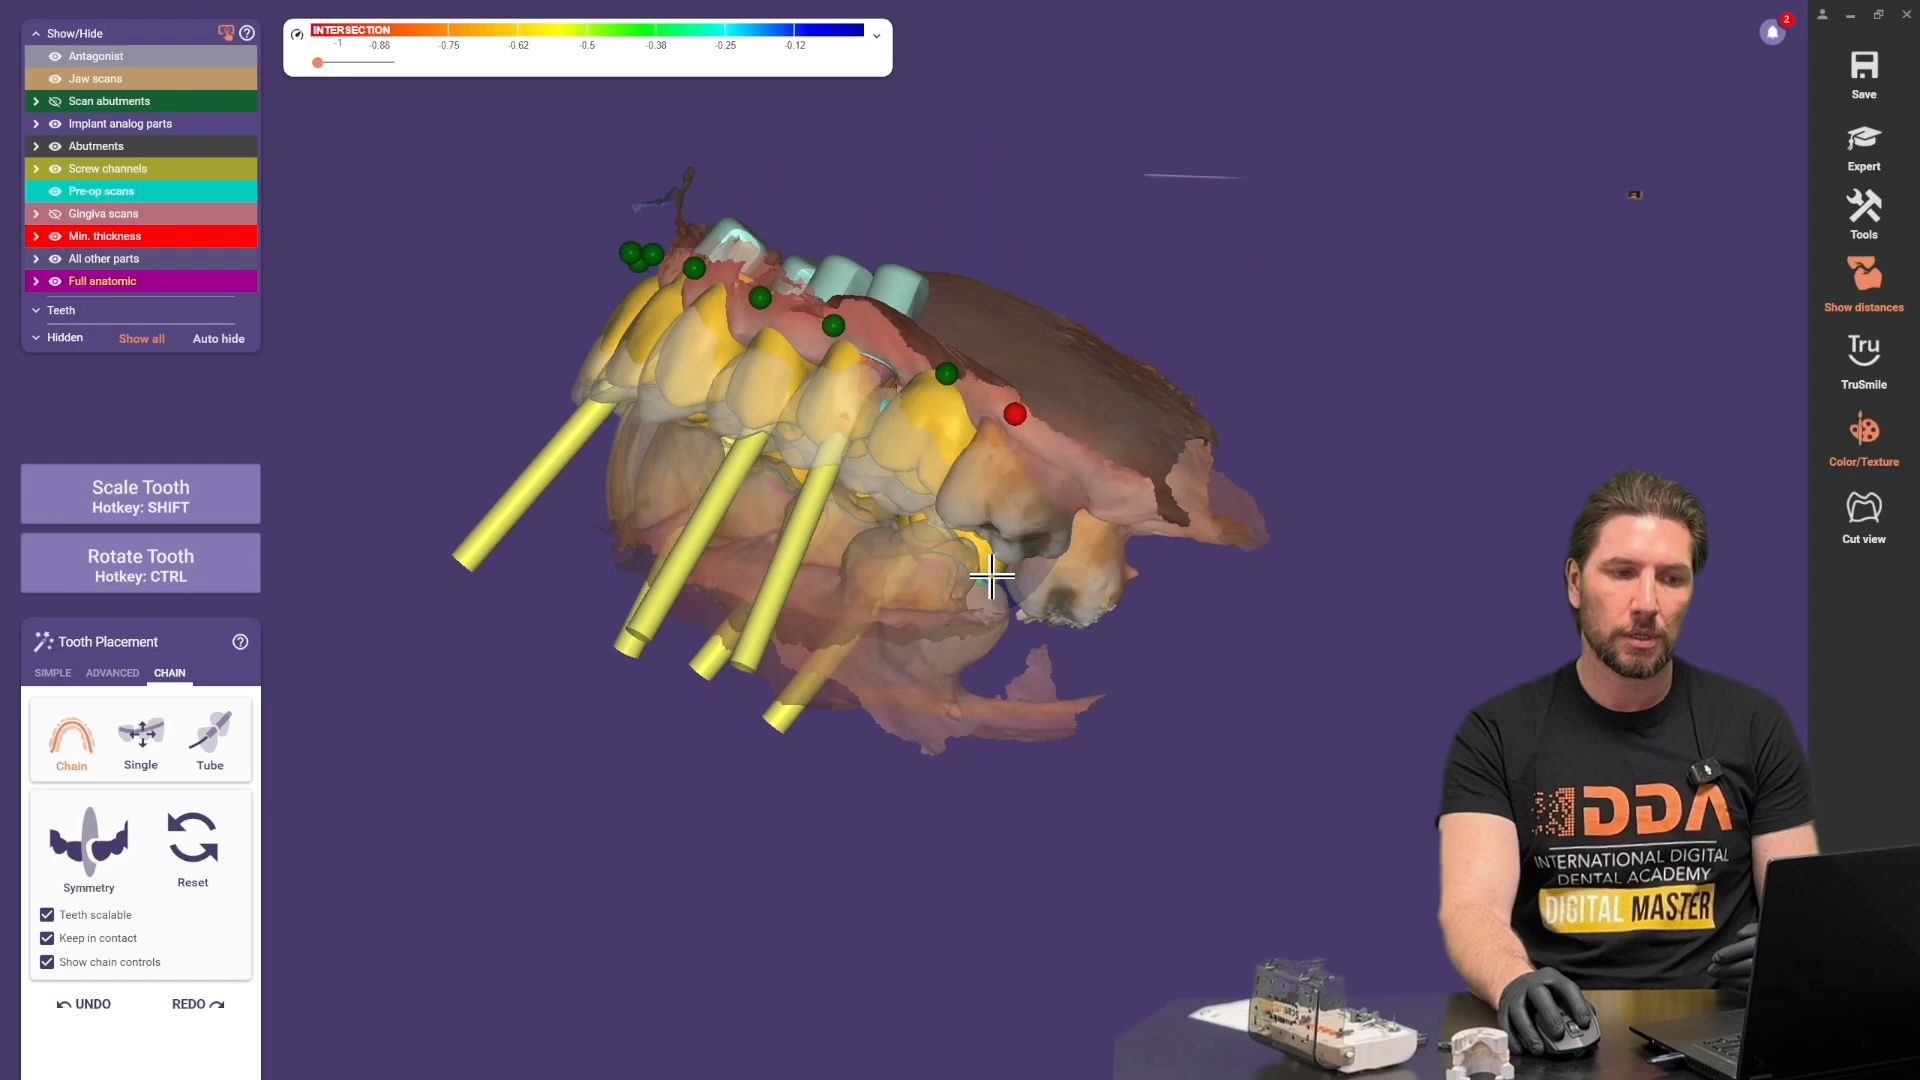 Show/Hide
Antagonist
Jaw scans
Scan abutments
Implant analog parts
Abutments
Screw channels
Pre-op scans
Gingiva scans
Min. thickness
All other parts
Full anatomic
Teeth
Hidden Show all Auto hide
INTERSECTION
-1 -0.88 -0.75 -0.62 -0.5 -0.38 -0.25 -0.12
2
Save
Expert
Tools
Show distances
Tru
TruSmile
Color/Texture
Cut view
Scale Tooth
Hotkey: SHIFT
Rotate Tooth
Hotkey: CTRL
Tooth Placement
SIMPLE ADVANCED CHAIN
Chain Single Tube
Symmetry Reset
Teeth scalable
Keep in contact
Show chain controls
UNDO REDO
IDDA
INTERNATIONAL DIGITAL
DENTAL ACADEMY
DIGITAL MASTER